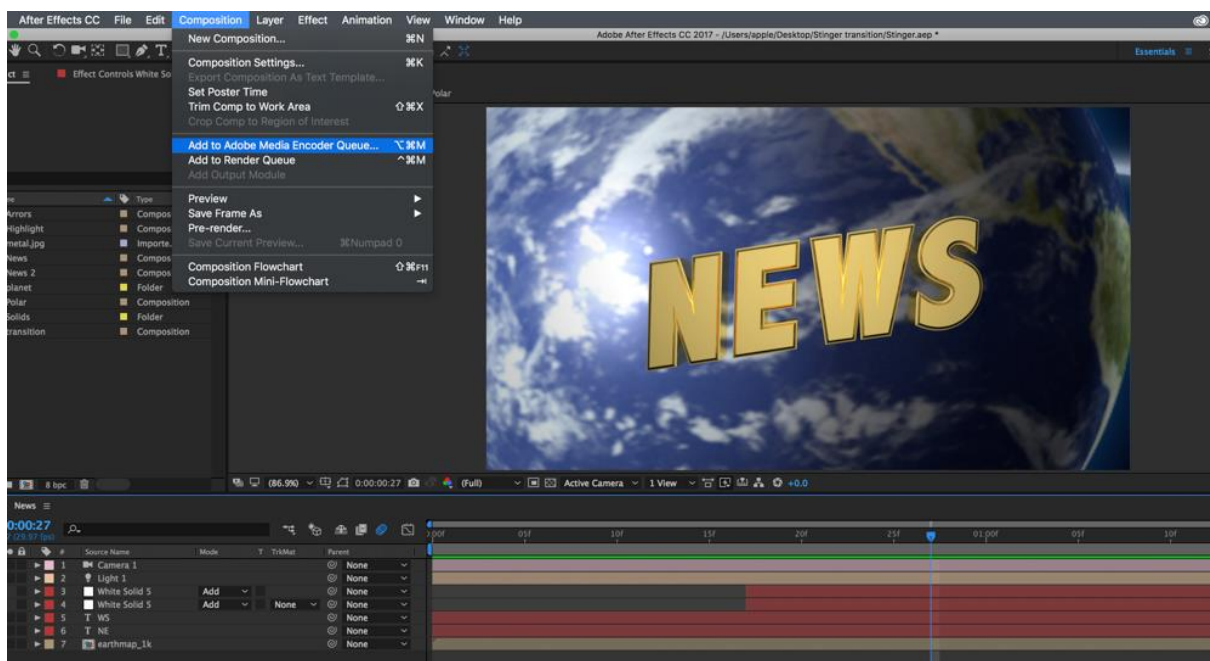 After Effects CC File Edit Composition Layer Effect Animation View Window Help
Adobe After Effects CC 2017 - /Users/apple/Desktop/Stinger transition/Stinger.aep *
Essentials
Effect Controls White So
New Composition... ⌘N
Composition Settings... ⌘K
Export Composition As Text Template...
Set Poster Time
Trim Comp to Work Area ⇧⌘X
Crop Comp to Region of Interest
Add to Adobe Media Encoder Queue... ⌥⌘M
Add to Render Queue ^⌘M
Add Output Module
Preview
Save Frame As
Pre-render...
Save Current Preview... ⌘Numpad 0
Composition Flowchart ⇧⌘F11
Composition Mini-Flowchart
Polar
Type
Arrors Compos
Highlight Compos
metal.jpg Importe
News Compos
News 2 Compos
planet Folder
Polar Composition
Solids Folder
transition Composition
NEWS
8 bpc
(86.9%) 0:00:00:27 (Full) Active Camera 1 View +0.0
News
0:00:27
(29.97 fps)
# Source Name Mode T TrkMat Parent
05f 10f 15f 20f 25f 01:00f 05f 10f
1 Camera 1 None
2 Light 1 None
3 White Solid 5 Add None
4 White Solid 5 Add None None
5 T WS None
6 T NE None
7 earthmap_1k None